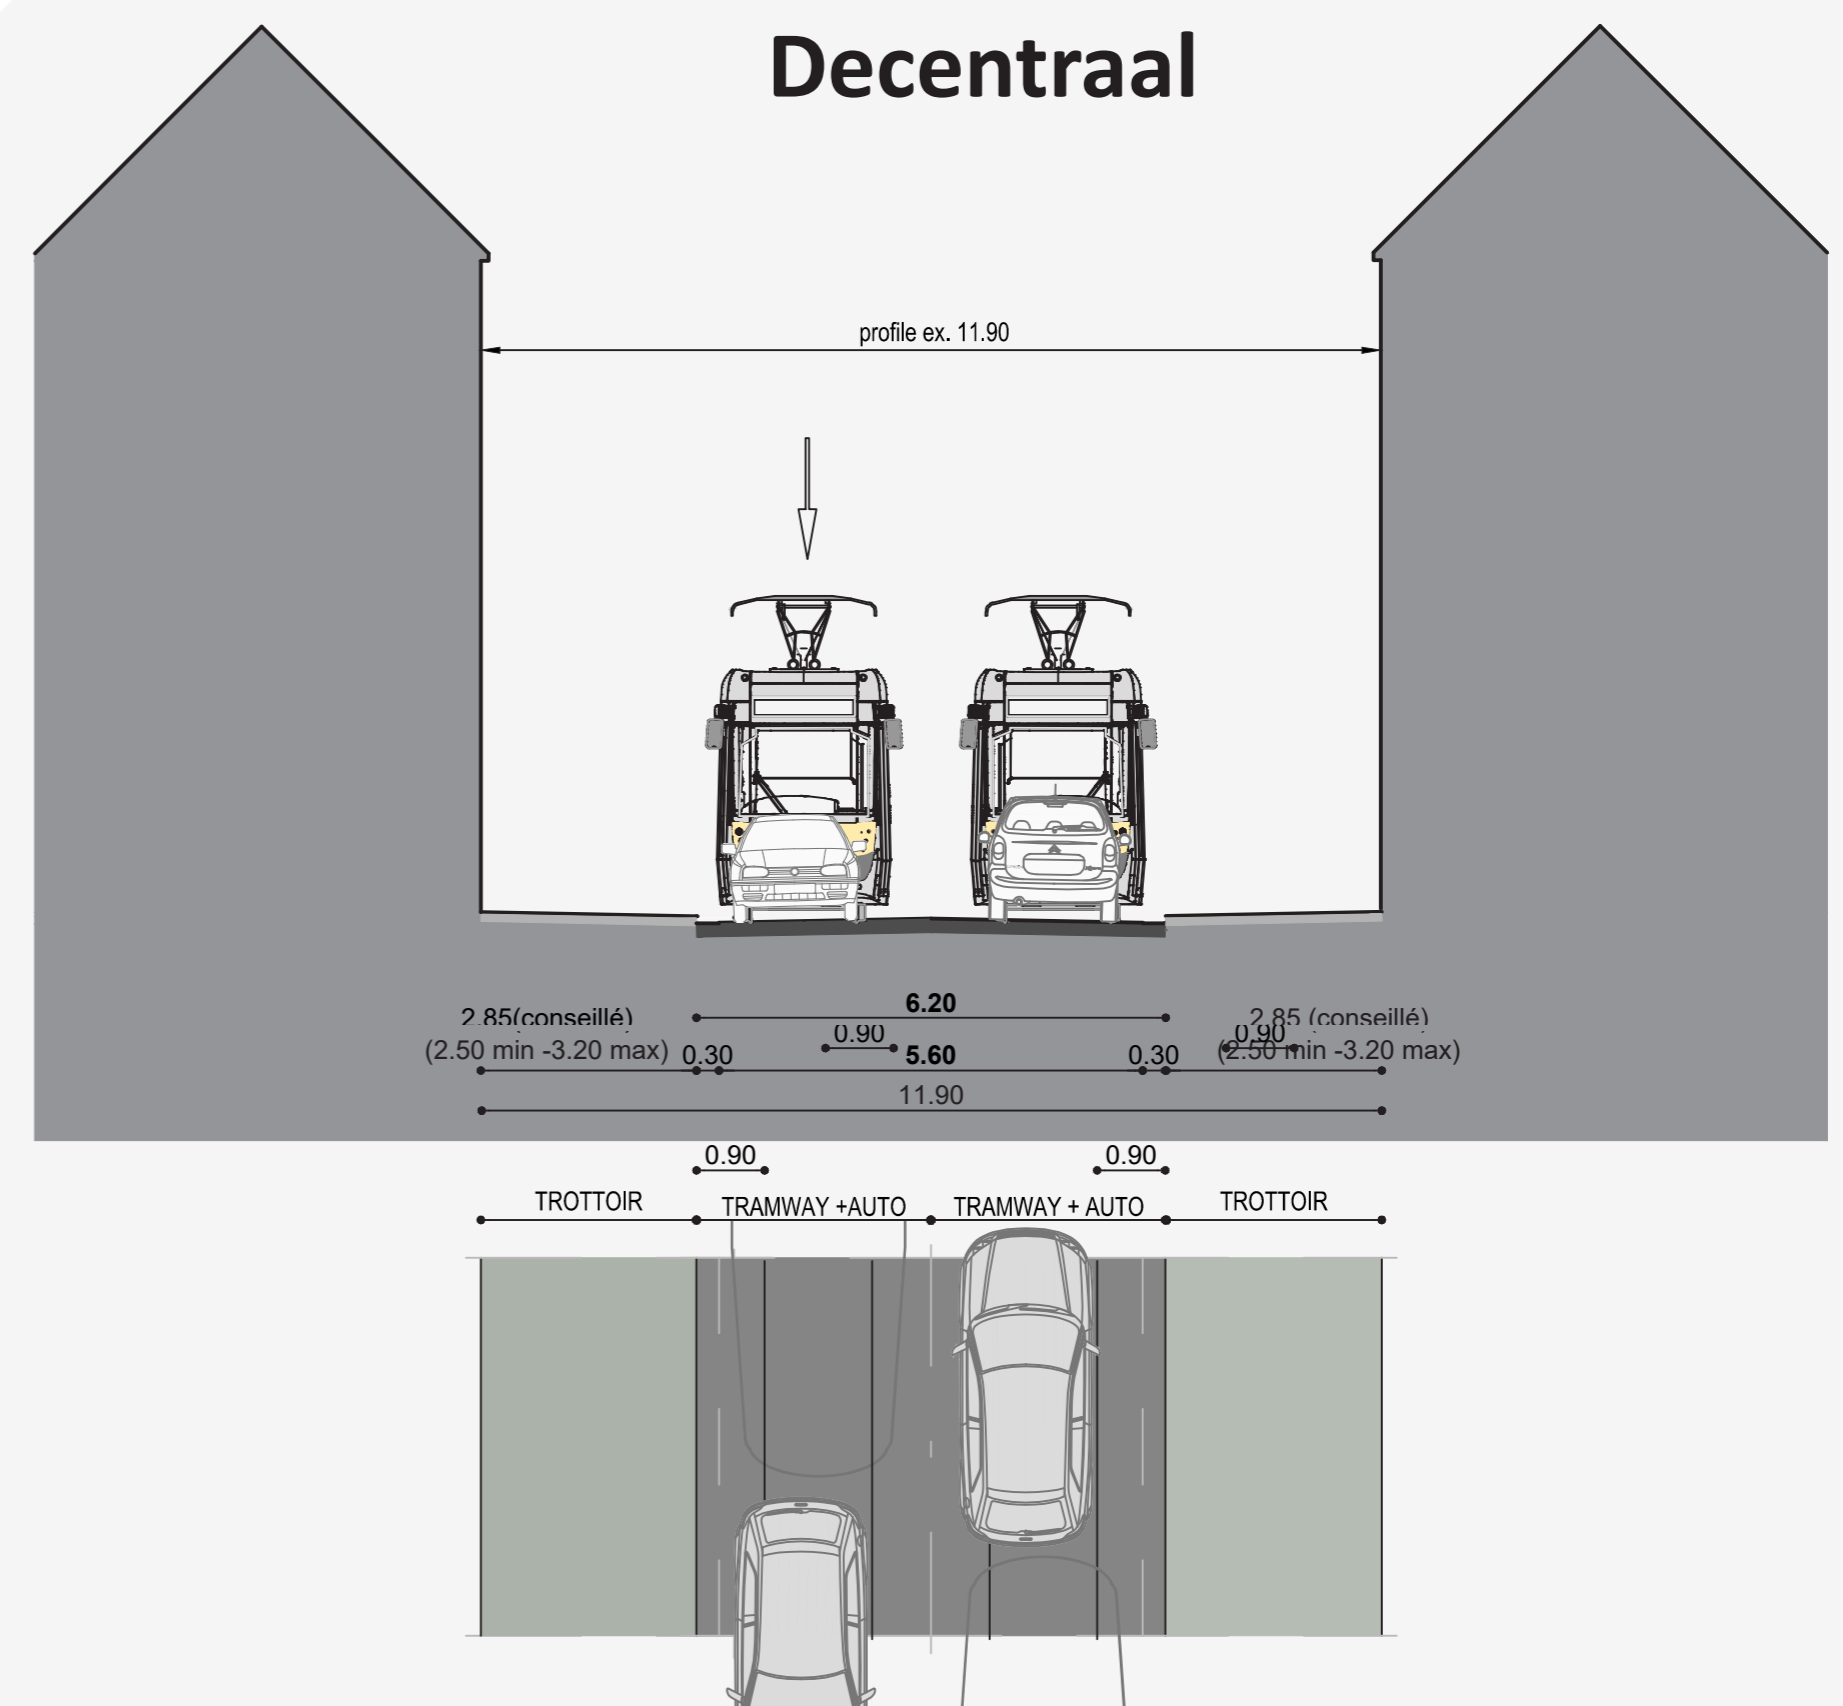 Decentraal
profile ex. 11.90
6.20
2.85(conseillé)
2.85 (conseillé)
0.90
0.90
(2.50 min -3.20 max)
0.30
5.60
0.30
(2.50 min -3.20 max)
11.90
0.90
0.90
TROTTOIR
TRAMWAY +AUTO
TRAMWAY + AUTO
TROTTOIR